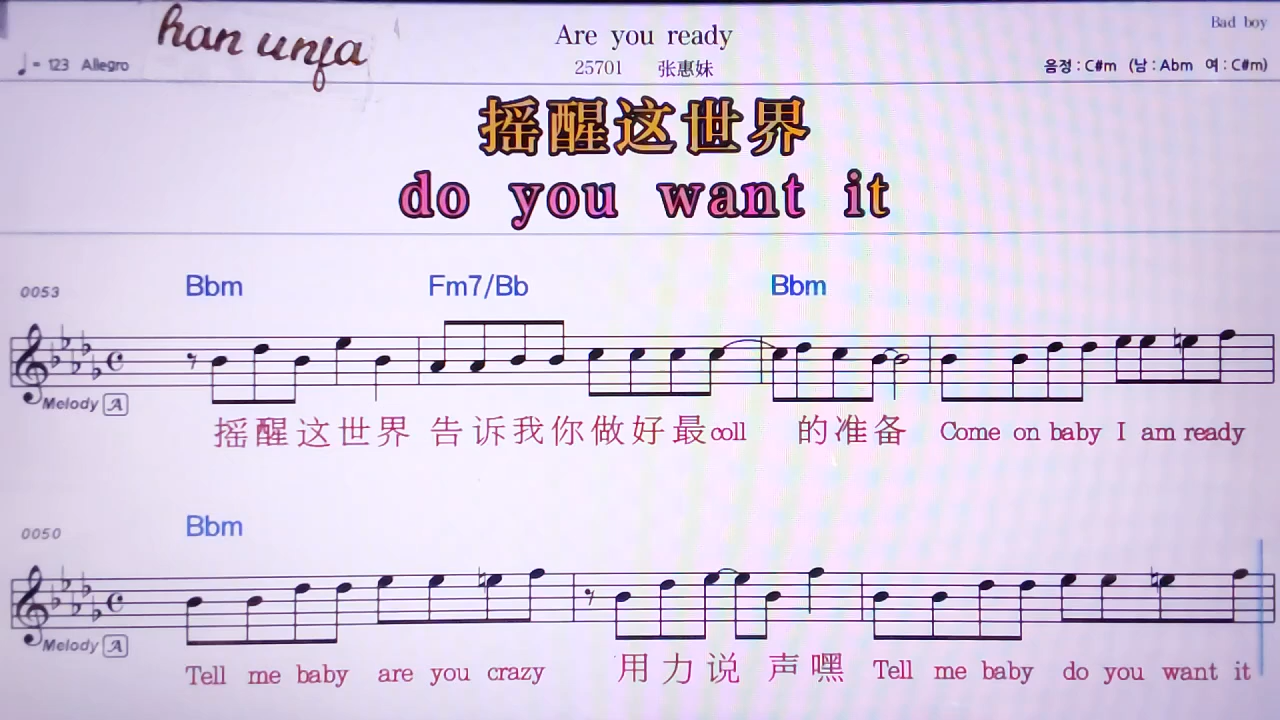 han unfa
Are you ready
Bad boy
♩= 123 Allegro
25701 张惠妹
음정 : C#m (남 : Abm 여 : C#m)
摇醒这世界
do you want it
0053 Bbm Fm7/Bb Bbm
Melody A
摇醒这世界 告诉我你做好最coll 的准备 Come on baby I am ready
0050 Bbm
Melody A
Tell me baby are you crazy 用力说 声嘿 Tell me baby do you want it